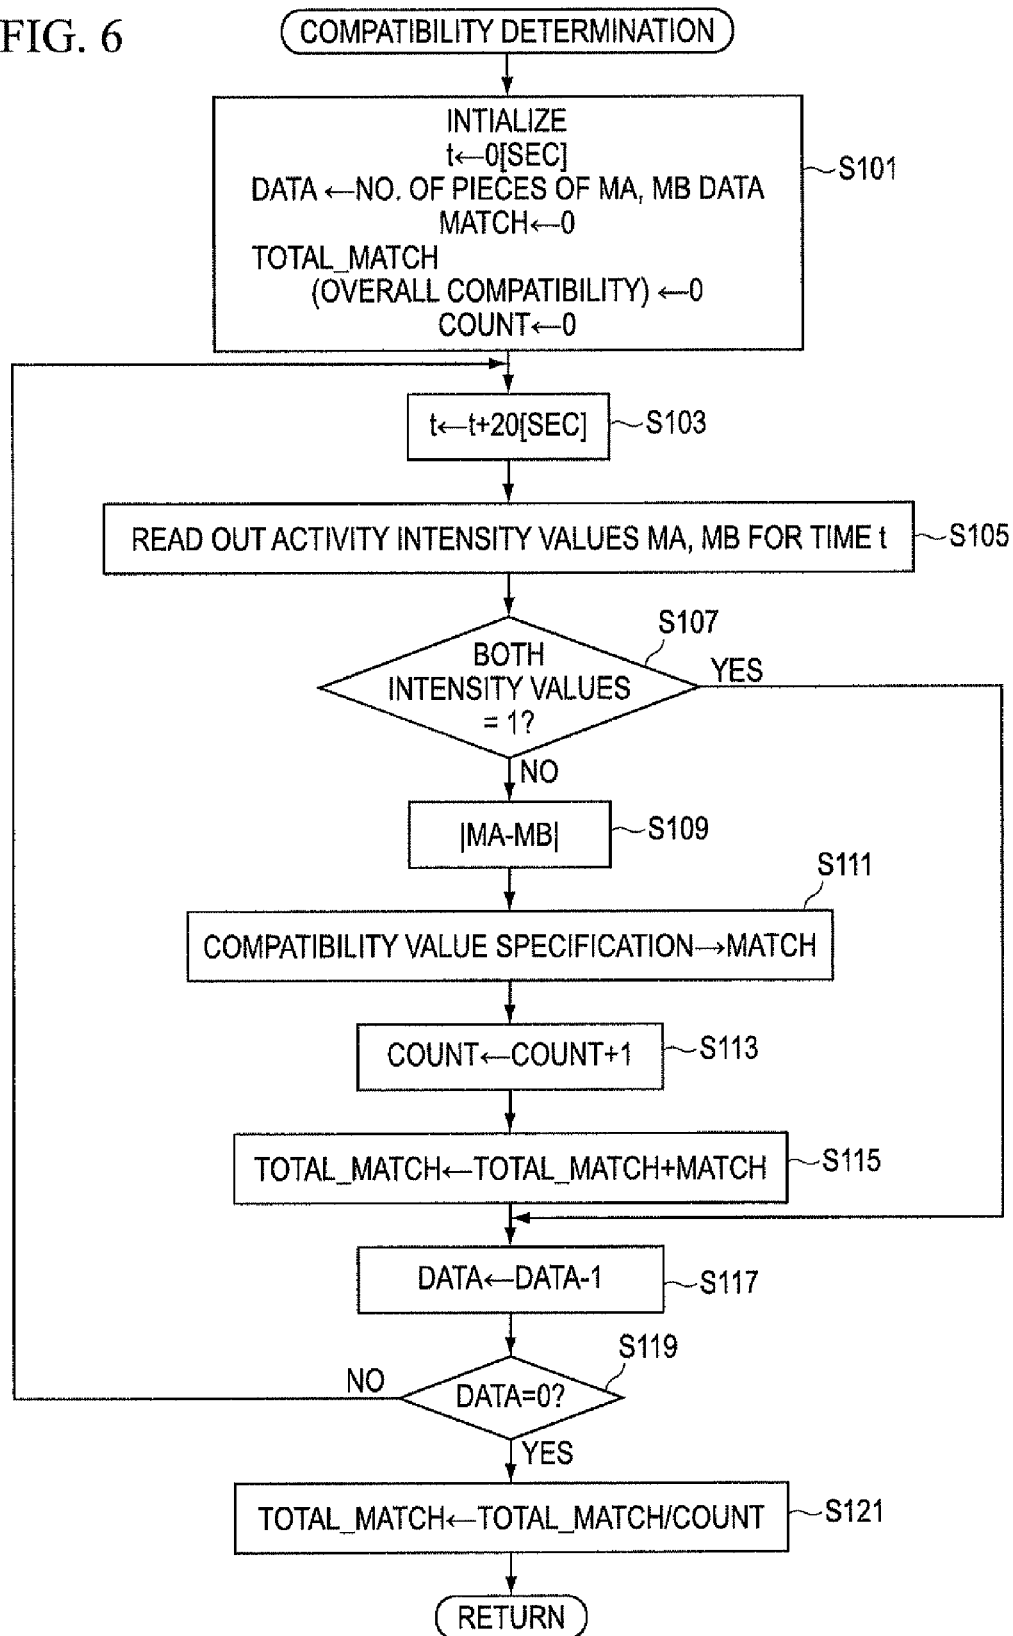 FIG. 6
COMPATIBILITY DETERMINATION
INTIALIZE
t←0[SEC]
DATA ←NO. OF PIECES OF MA, MB DATA
MATCH←0
TOTAL_MATCH
(OVERALL COMPATIBILITY) ←0
COUNT←0
S101
t←t+20[SEC]
S103
READ OUT ACTIVITY INTENSITY VALUES MA, MB FOR TIME t
S105
S107
BOTH
INTENSITY VALUES
= 1?
YES
NO
|MA-MB|
S109
S111
COMPATIBILITY VALUE SPECIFICATION→MATCH
COUNT←COUNT+1
S113
TOTAL_MATCH←TOTAL_MATCH+MATCH
S115
DATA←DATA-1
S117
S119
NO
DATA=0?
YES
TOTAL_MATCH←TOTAL_MATCH/COUNT
S121
RETURN